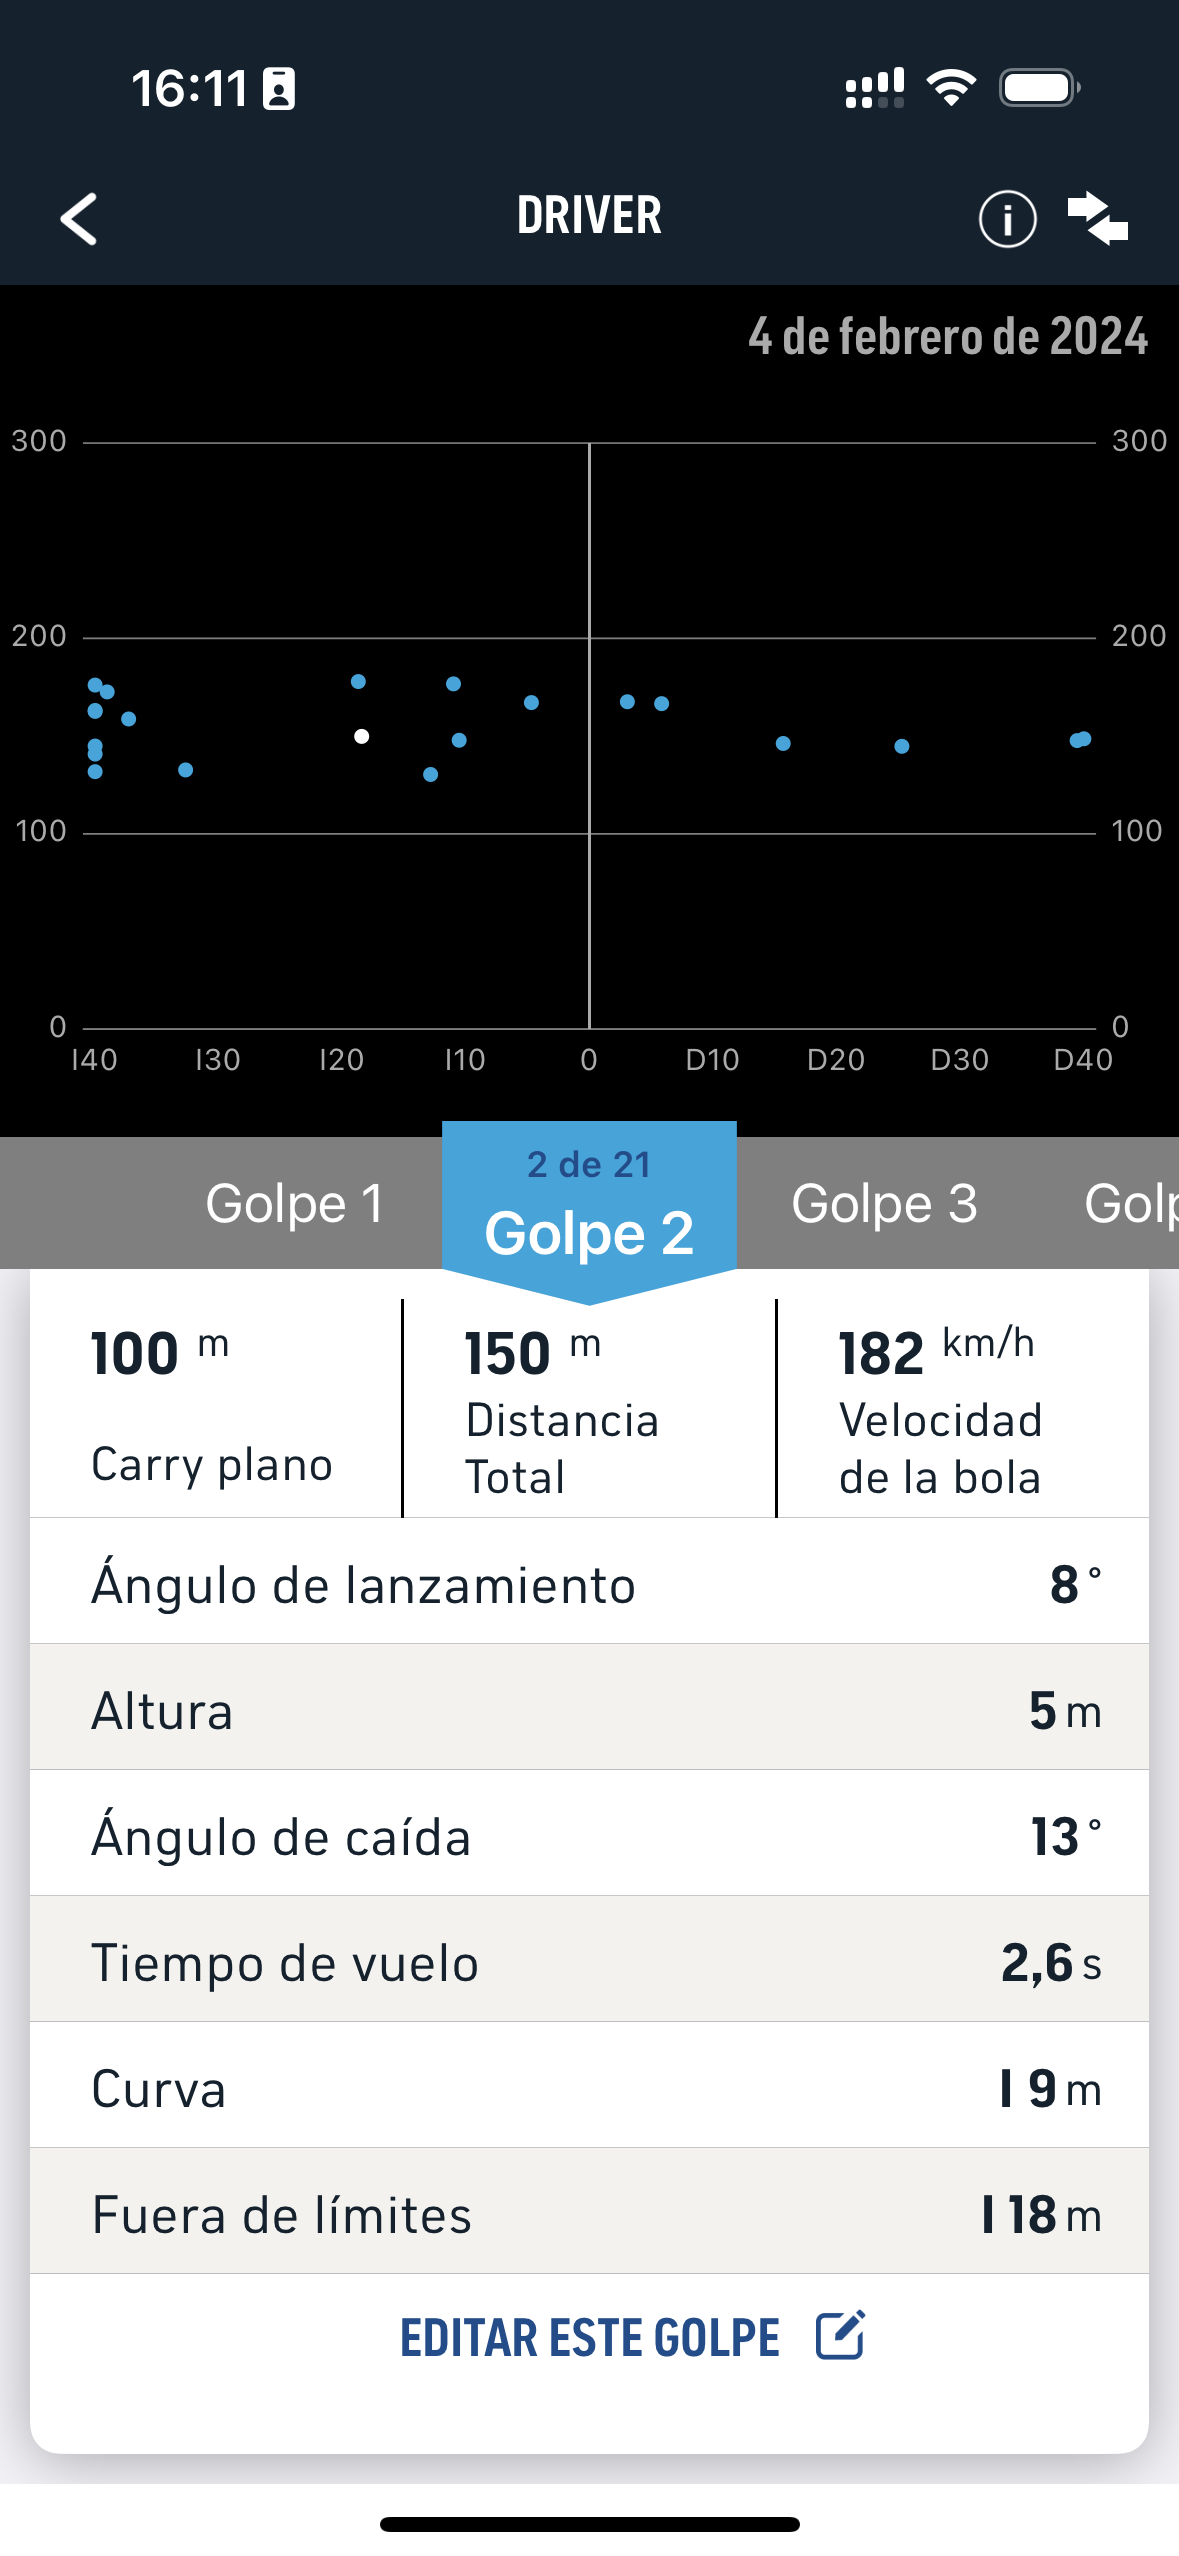 16:11
DRIVER
4 de febrero de 2024
300 300
200 200
100 100
0 0
I40 I30 I20 I10 0 D10 D20 D30 D40
2 de 21
Golpe 1 Golpe 2 Golpe 3 Golp
100 m 150 m 182 km/h
Carry plano
Distancia
Total
Velocidad
de la bola
Ángulo de lanzamiento 8°
Altura 5 m
Ángulo de caída 13°
Tiempo de vuelo 2,6 s
Curva I 9 m
Fuera de límites I 18 m
EDITAR ESTE GOLPE